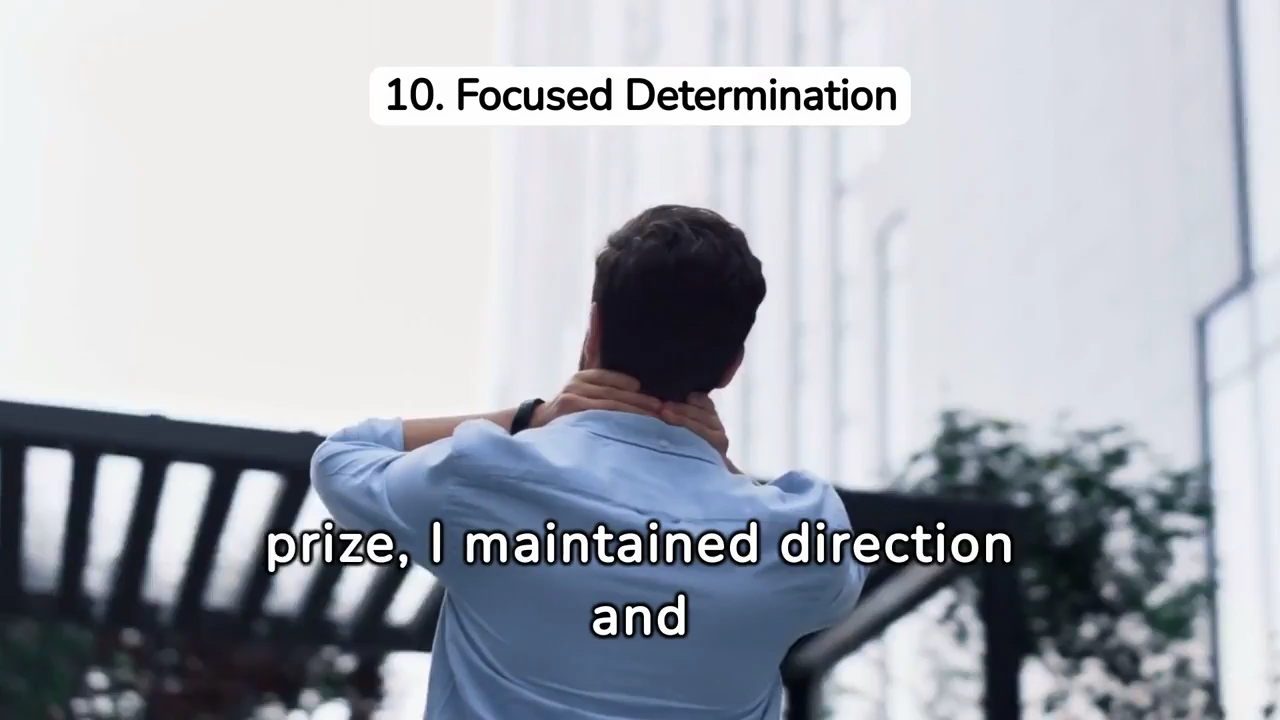 10. Focused Determination
prize, I maintained direction
and